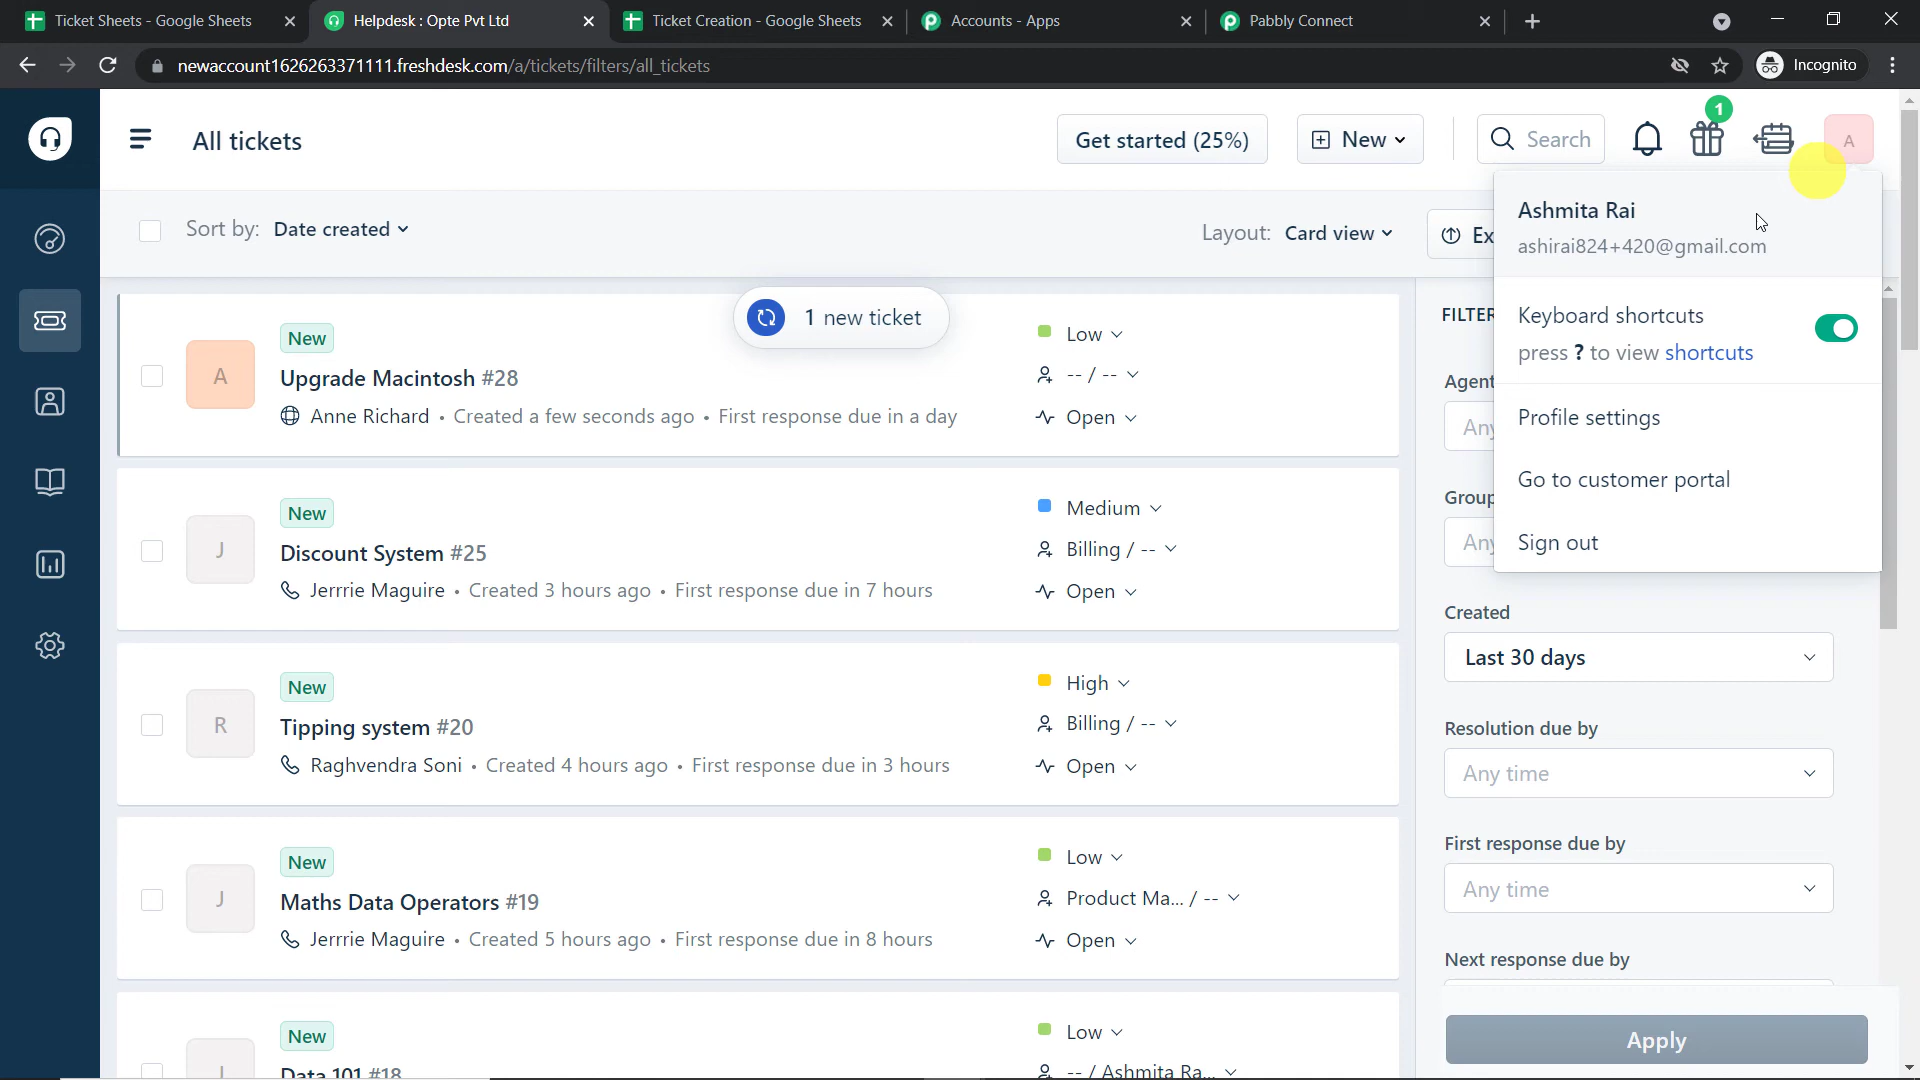 Ticket Sheets - Google Sheets
Helpdesk : Opte Pvt Ltd
Ticket Creation - Google Sheets
Accounts - Apps
Pabbly Connect
newaccount1626263371111.freshdesk.com/a/tickets/filters/all_tickets
Incognito
All tickets
Get started (25%)
New
Search
1
A
Sort by: Date created
Layout: Card view
Ex
Ashmita Rai
ashirai824+420@gmail.com
Keyboard shortcuts
press ? to view shortcuts
Profile settings
Go to customer portal
Sign out
1 new ticket
New
A
Upgrade Macintosh #28
Anne Richard • Created a few seconds ago • First response due in a day
Low
-- / --
Open
New
J
Discount System #25
Jerrrie Maguire • Created 3 hours ago • First response due in 7 hours
Medium
Billing / --
Open
New
R
Tipping system #20
Raghvendra Soni • Created 4 hours ago • First response due in 3 hours
High
Billing / --
Open
New
J
Maths Data Operators #19
Jerrrie Maguire • Created 5 hours ago • First response due in 8 hours
Low
Product Ma... / --
Open
New
J
Data 101 #18
Low
-- / Ashmita Ra...
FILTER
Agent
Any
Group
Any
Created
Last 30 days
Resolution due by
Any time
First response due by
Any time
Next response due by
Apply